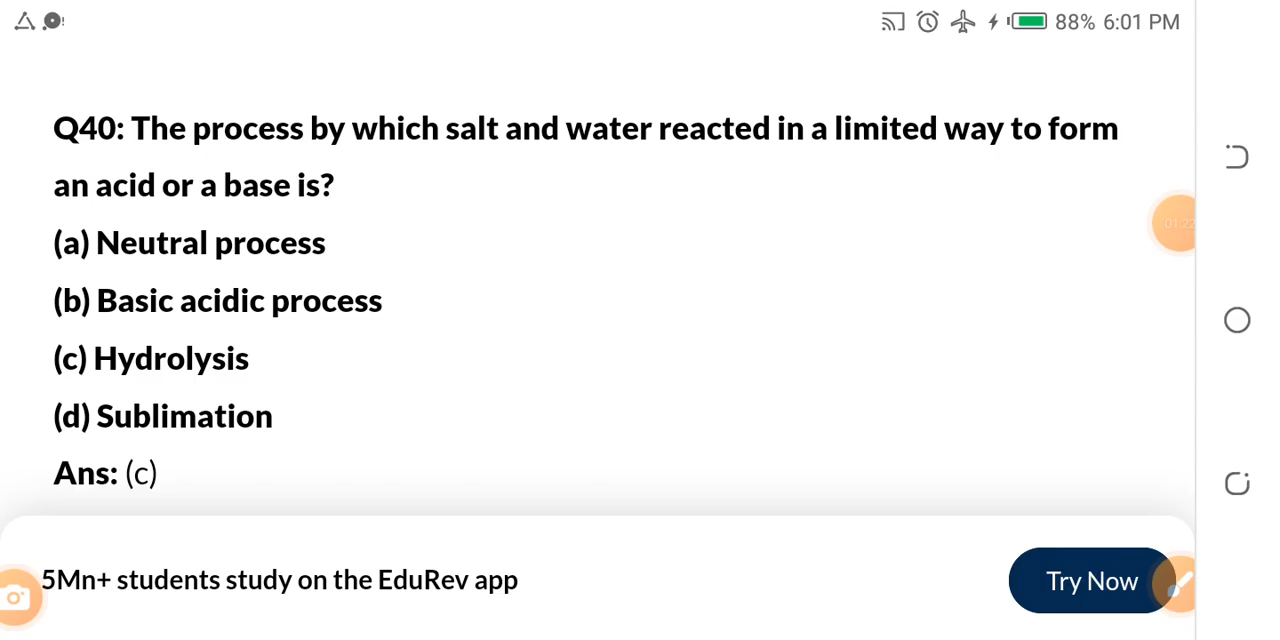 88% 6:01 PM
Q40: The process by which salt and water reacted in a limited way to form
an acid or a base is?
(a) Neutral process
(b) Basic acidic process
(c) Hydrolysis
(d) Sublimation
Ans: (c)
01:22
5Mn+ students study on the EduRev app
Try Now